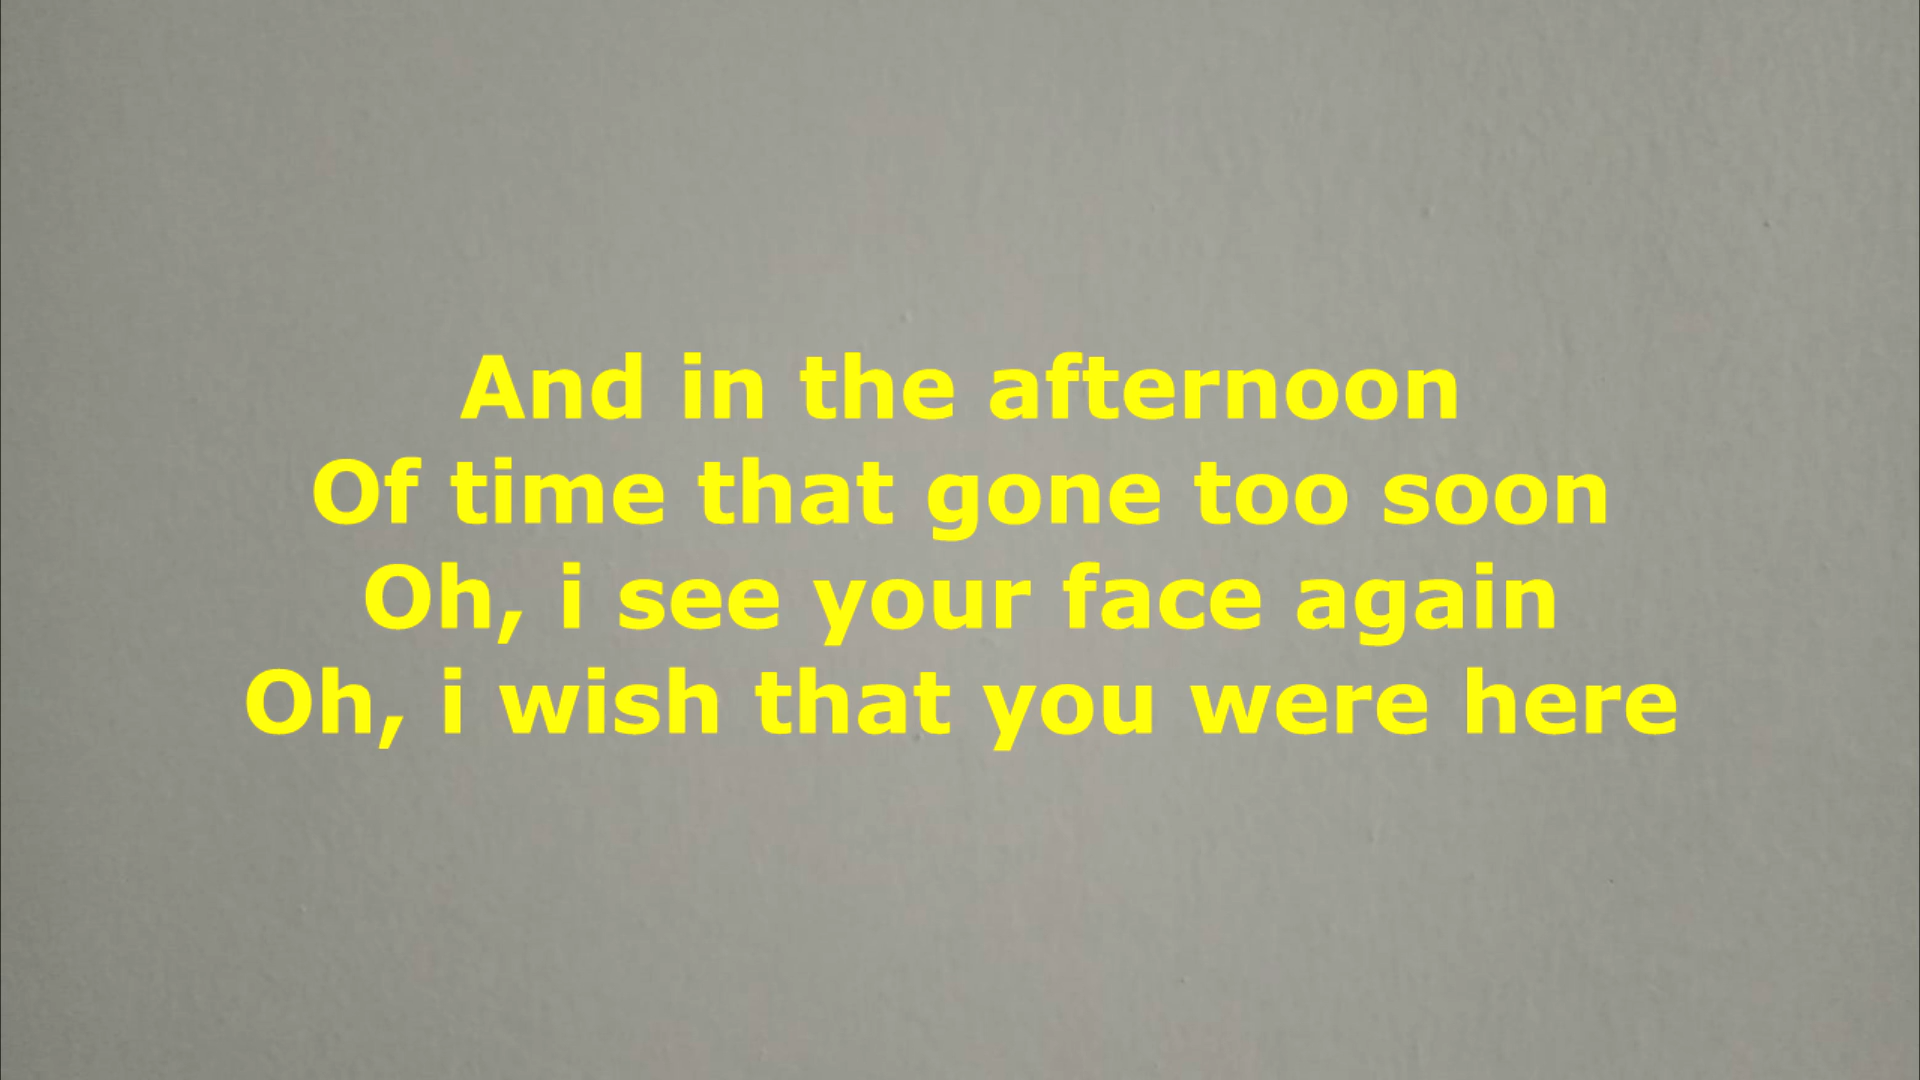 And in the afternoon
Of time that gone too soon
Oh, i see your face again
Oh, i wish that you were here